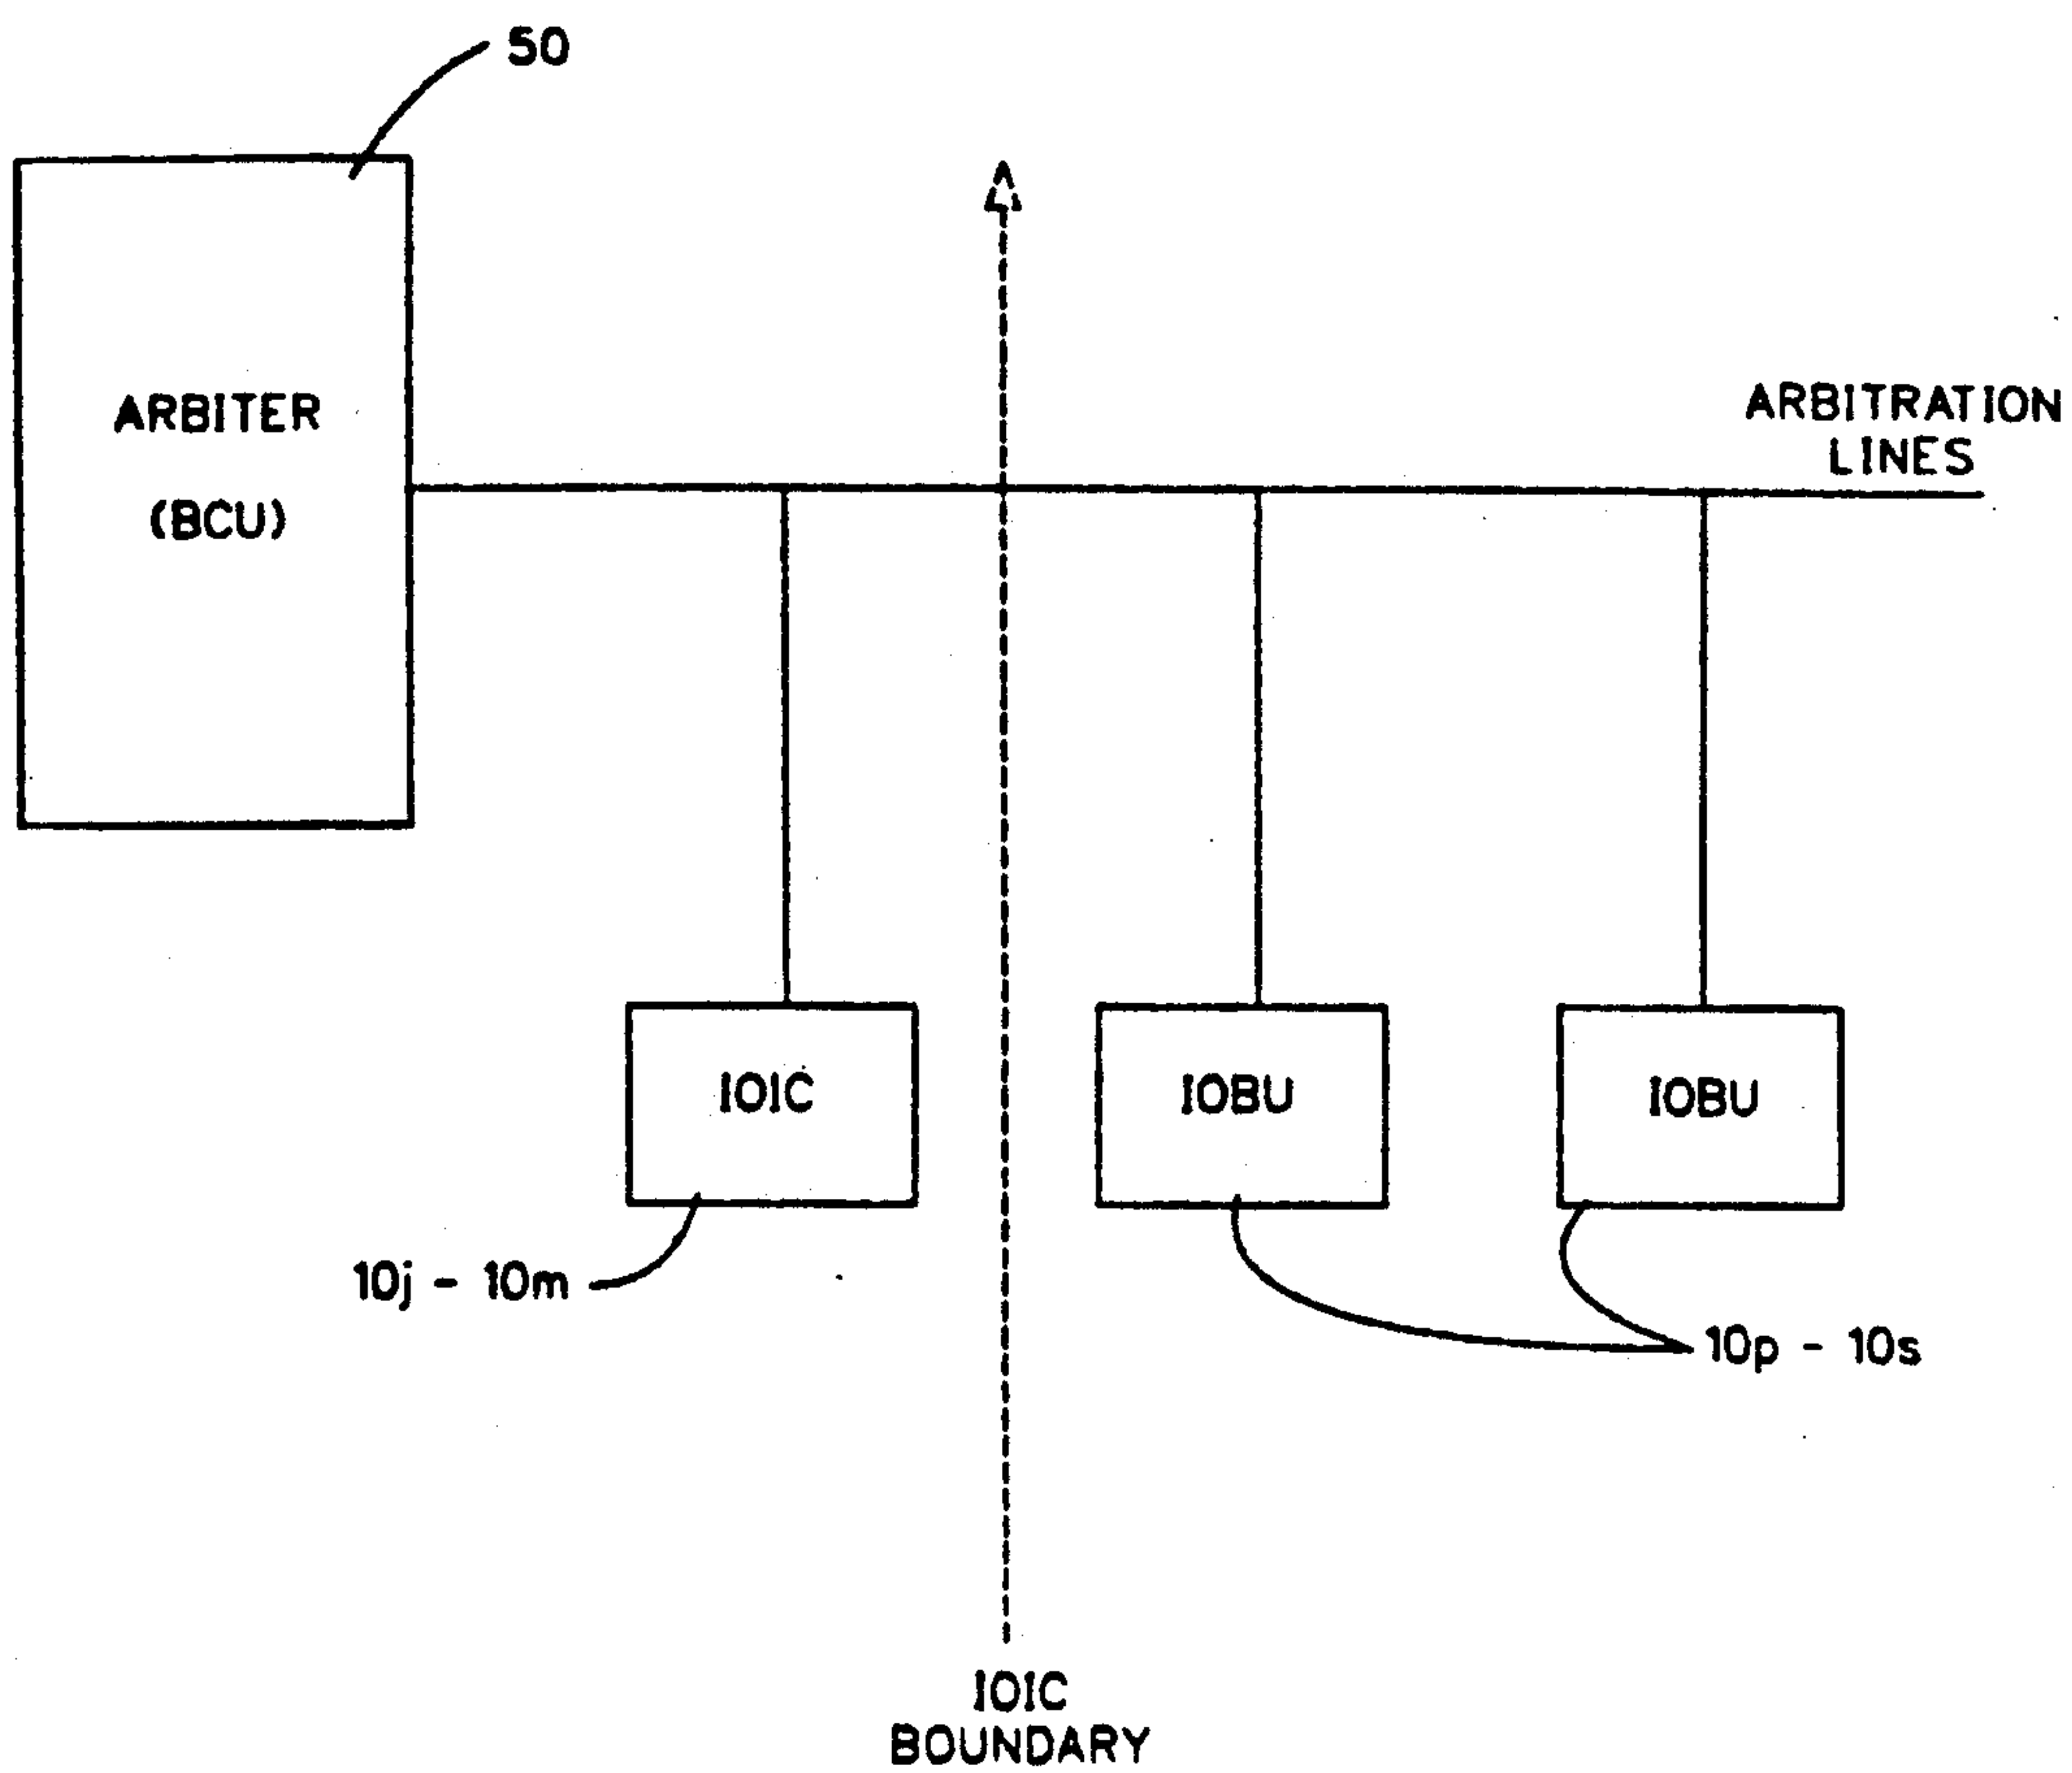 50
ARBITER
(BCU)
ARBITRATION
LINES
IOIC
IOBU
IOBU
10j - 10m
10p - 10s
IOIC
BOUNDARY